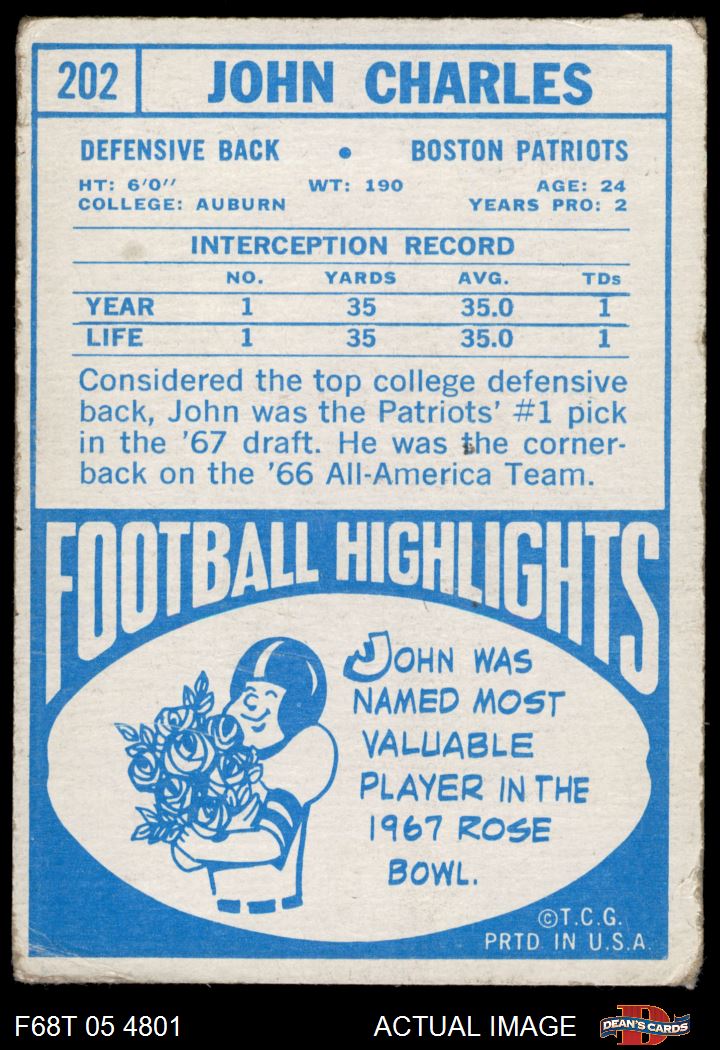 202 JOHN CHARLES
DEFENSIVE BACK • BOSTON PATRIOTS
HT: 6'0'' WT: 190 AGE: 24
COLLEGE: AUBURN YEARS PRO: 2
INTERCEPTION RECORD
NO. YARDS AVG. TDs
YEAR 1 35 35.0 1
LIFE 1 35 35.0 1
Considered the top college defensive
back, John was the Patriots' #1 pick
in the '67 draft. He was the corner-
back on the '66 All-America Team.
FOOTBALL HIGHLIGHTS
JOHN WAS
NAMED MOST
VALUABLE
PLAYER IN THE
1967 ROSE
BOWL.
©T.C.G.
PRTD IN U.S.A.
F68T 05 4801 ACTUAL IMAGE D DEAN'S CARDS